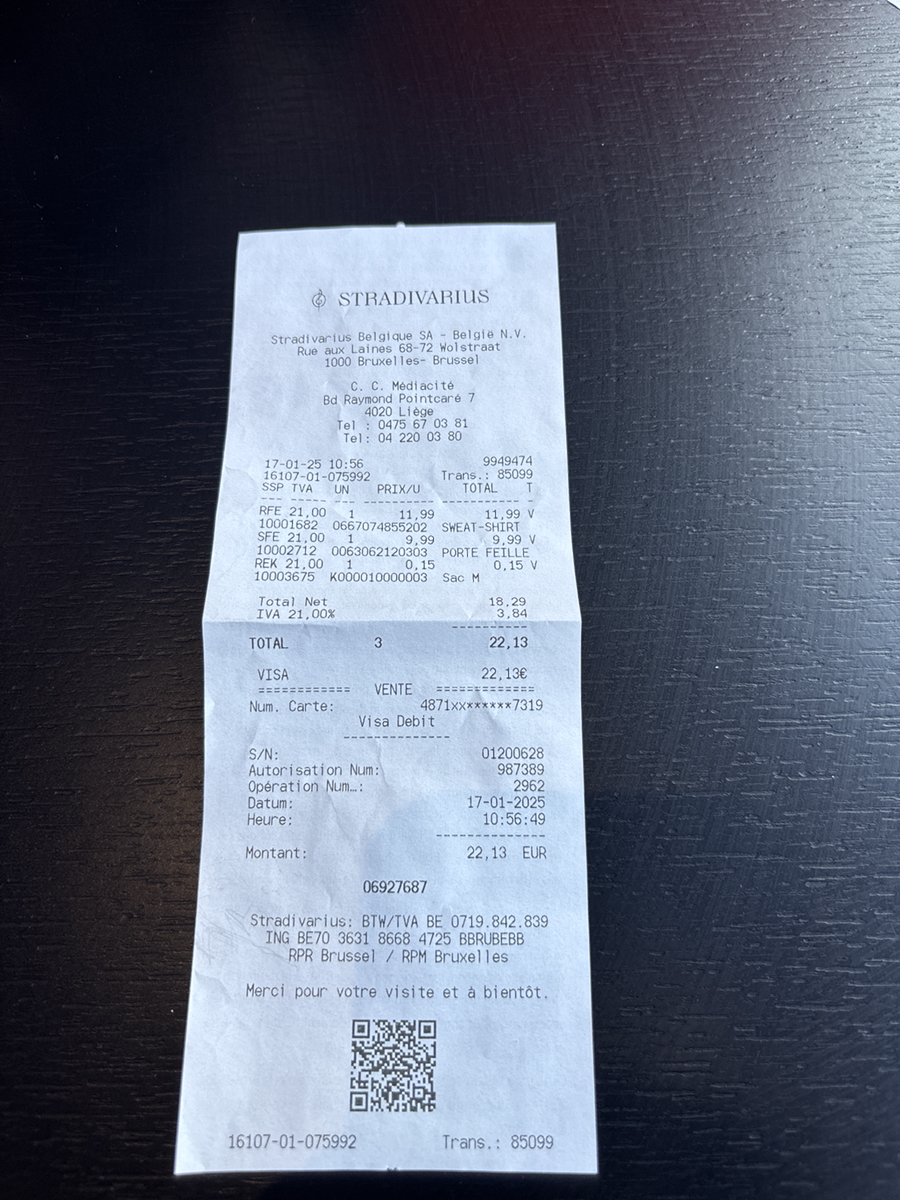 STRADIVARIUS
Stradivarius Belgique SA - België N.V.
Rue aux Laines 68-72 Wolstraat
1000 Bruxelles- Brussel
C. C. Médiacité
Bd Raymond Pointcaré 7
4020 Liège
Tel : 0475 67 03 81
Tel: 04 220 03 80
17-01-25 10:56 9949474
16107-01-075992 Trans.: 85099
SSP TVA UN PRIX/U TOTAL T
--- --- ---- ---------- ----------- -
RFE 21,00 1 11,99 11,99 V
10001682 0667074855202 SWEAT-SHIRT
SFE 21,00 1 9,99 9,99 V
10002712 0063062120303 PORTE FEILLE
REK 21,00 1 0,15 0,15 V
10003675 K000010000003 Sac M
Total Net 18,29
IVA 21,00% 3,84
----------
TOTAL 3 22,13
VISA 22,13€
============ VENTE =============
Num. Carte: 4871xx******7319
Visa Debit
-------------
S/N: 01200628
Autorisation Num: 987389
Opération Num…: 2962
Datum: 17-01-2025
Heure: 10:56:49
-------------
Montant: 22,13 EUR
06927687
Stradivarius: BTW/TVA BE 0719.842.839
ING BE70 3631 8668 4725 BBRUBEBB
RPR Brussel / RPM Bruxelles
Merci pour votre visite et à bientôt.
16107-01-075992 Trans.: 85099